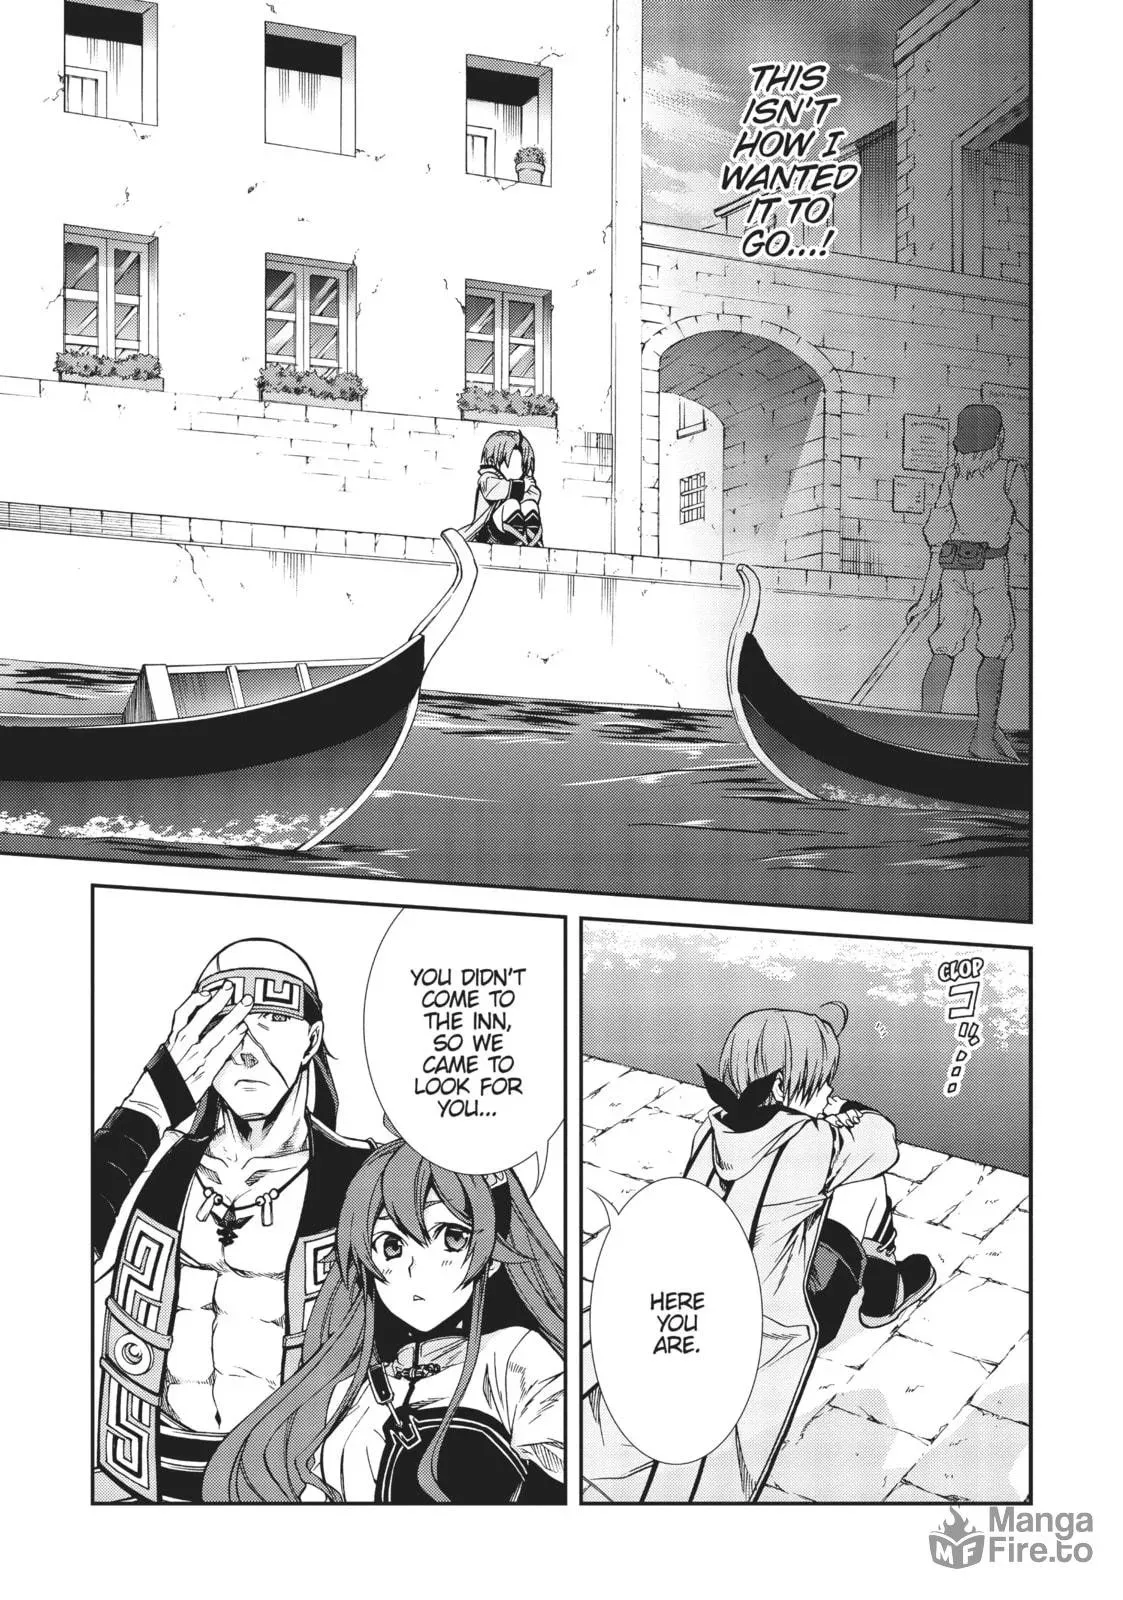 THIS
ISN'T
HOW I
WANTED
IT TO
GO...!
CLOP
コッ!!....
HERE
YOU
ARE.
YOU DIDN'T
COME TO
THE INN,
SO WE
CAME TO
LOOK FOR
YOU...
Manga
MF Fire.to